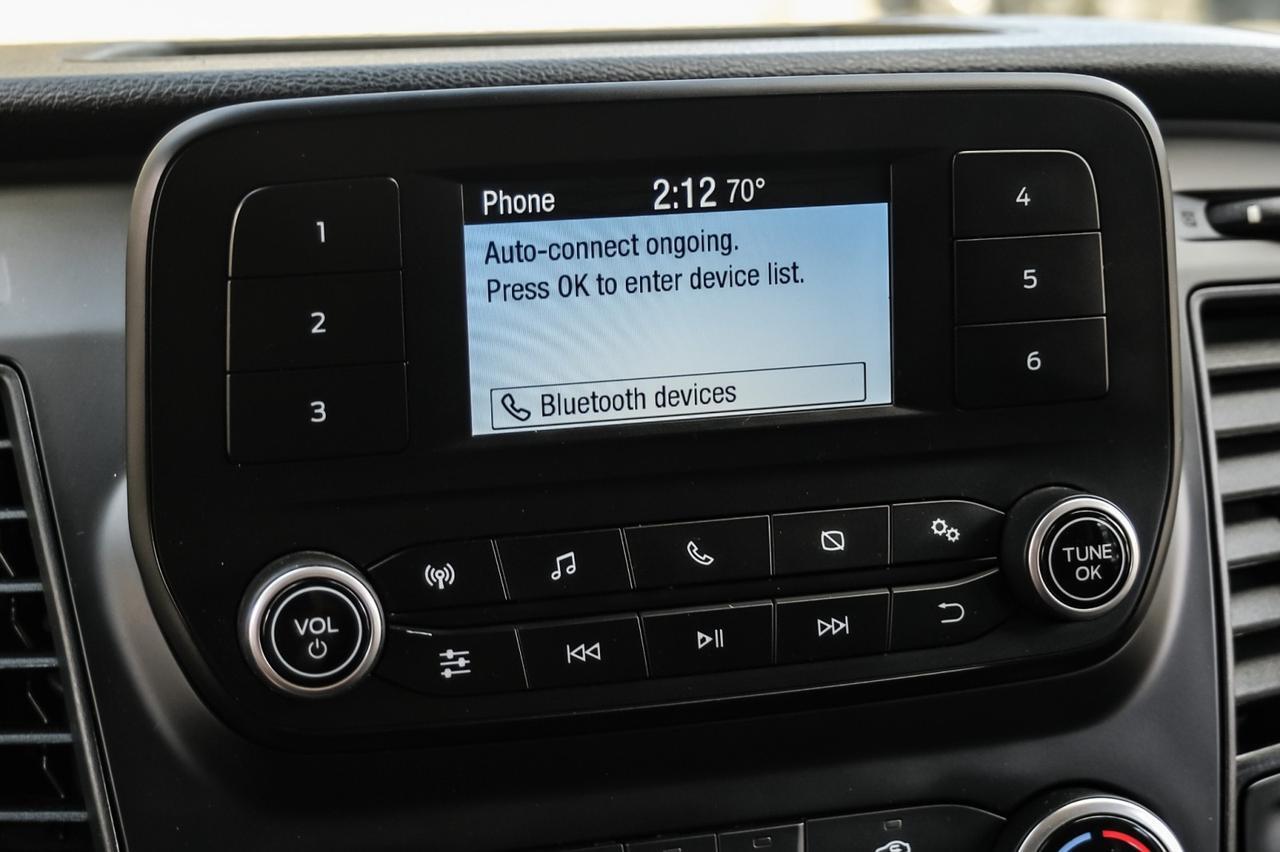 Phone 2:12 70°
Auto-connect ongoing.
Press OK to enter device list.
Bluetooth devices
1
2
3
4
5
6
VOL
TUNE
OK